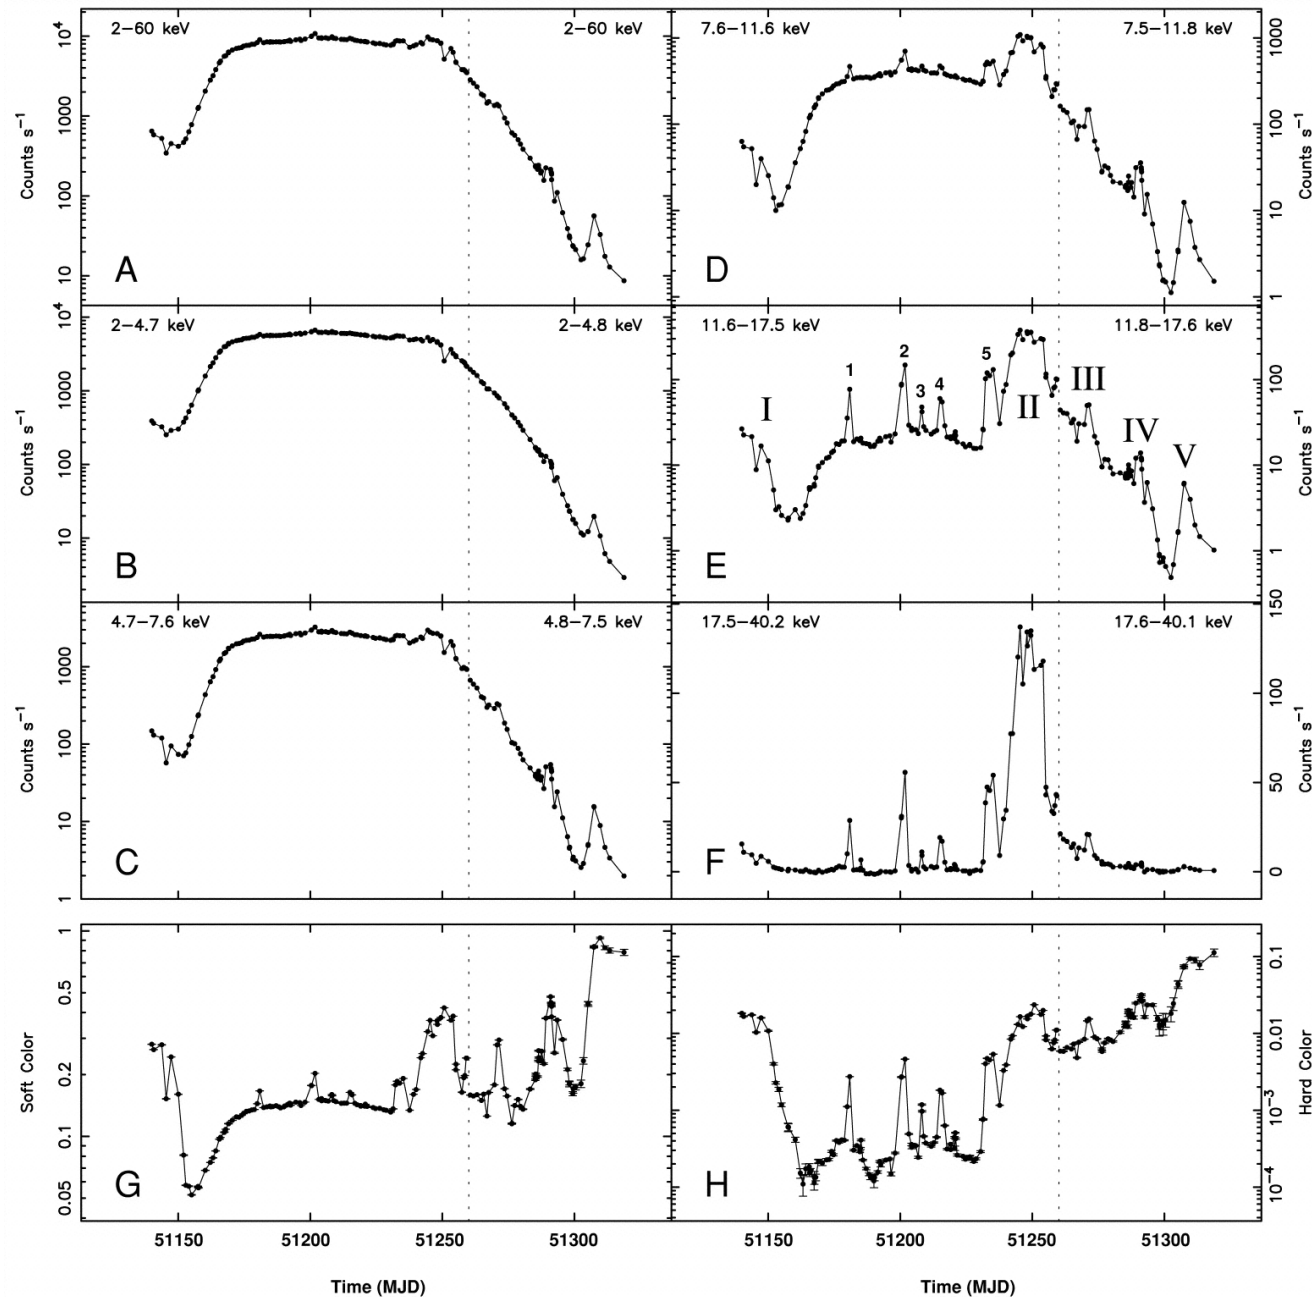 2−60 keV
2−60 keV
7.6−11.6 keV
7.5−11.8 keV
10⁴
1000
100
10
Counts s⁻¹
A
1000
100
10
1
Counts s⁻¹
D
2−4.7 keV
2−4.8 keV
11.6−17.5 keV
11.8−17.6 keV
10⁴
1000
100
10
Counts s⁻¹
B
1
2
3
4
5
I
II
III
IV
V
100
10
1
Counts s⁻¹
E
4.7−7.6 keV
4.8−7.5 keV
17.5−40.2 keV
17.6−40.1 keV
1000
100
10
1
Counts s⁻¹
C
150
100
50
0
Counts s⁻¹
F
1
0.5
0.2
0.1
0.05
Soft Color
G
0.1
0.01
10⁻³
10⁻⁴
Hard Color
H
51150
51200
51250
51300
51150
51200
51250
51300
Time (MJD)
Time (MJD)